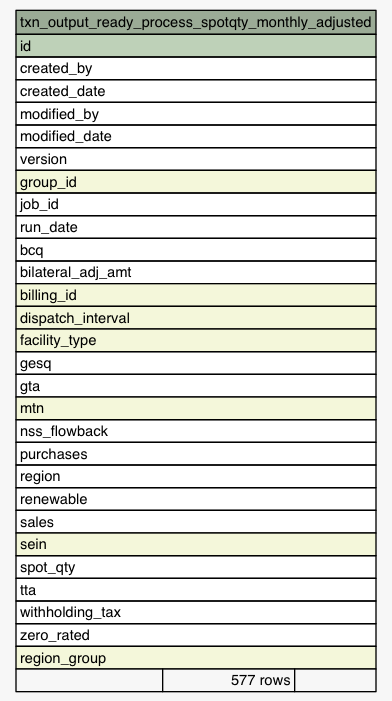 txn_output_ready_process_spotqty_monthly_adjusted
id
created_by
created_date
modified_by
modified_date
version
group_id
job_id
run_date
bcq
bilateral_adj_amt
billing_id
dispatch_interval
facility_type
gesq
gta
mtn
nss_flowback
purchases
region
renewable
sales
sein
spot_qty
tta
withholding_tax
zero_rated
region_group
577 rows